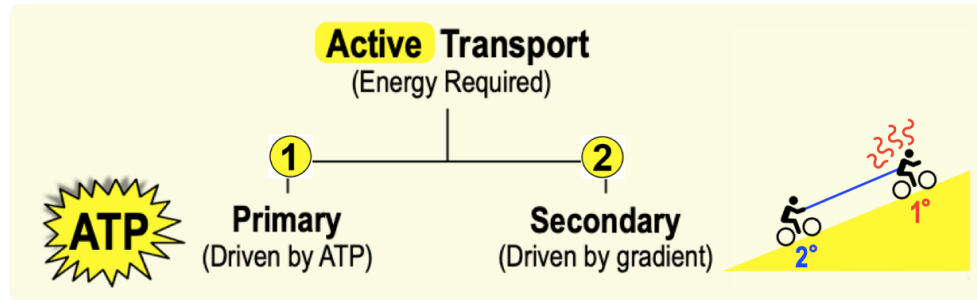 Active Transport
(Energy Required)
1
2
ATP
Primary
(Driven by ATP)
Secondary
(Driven by gradient)
1°
2°